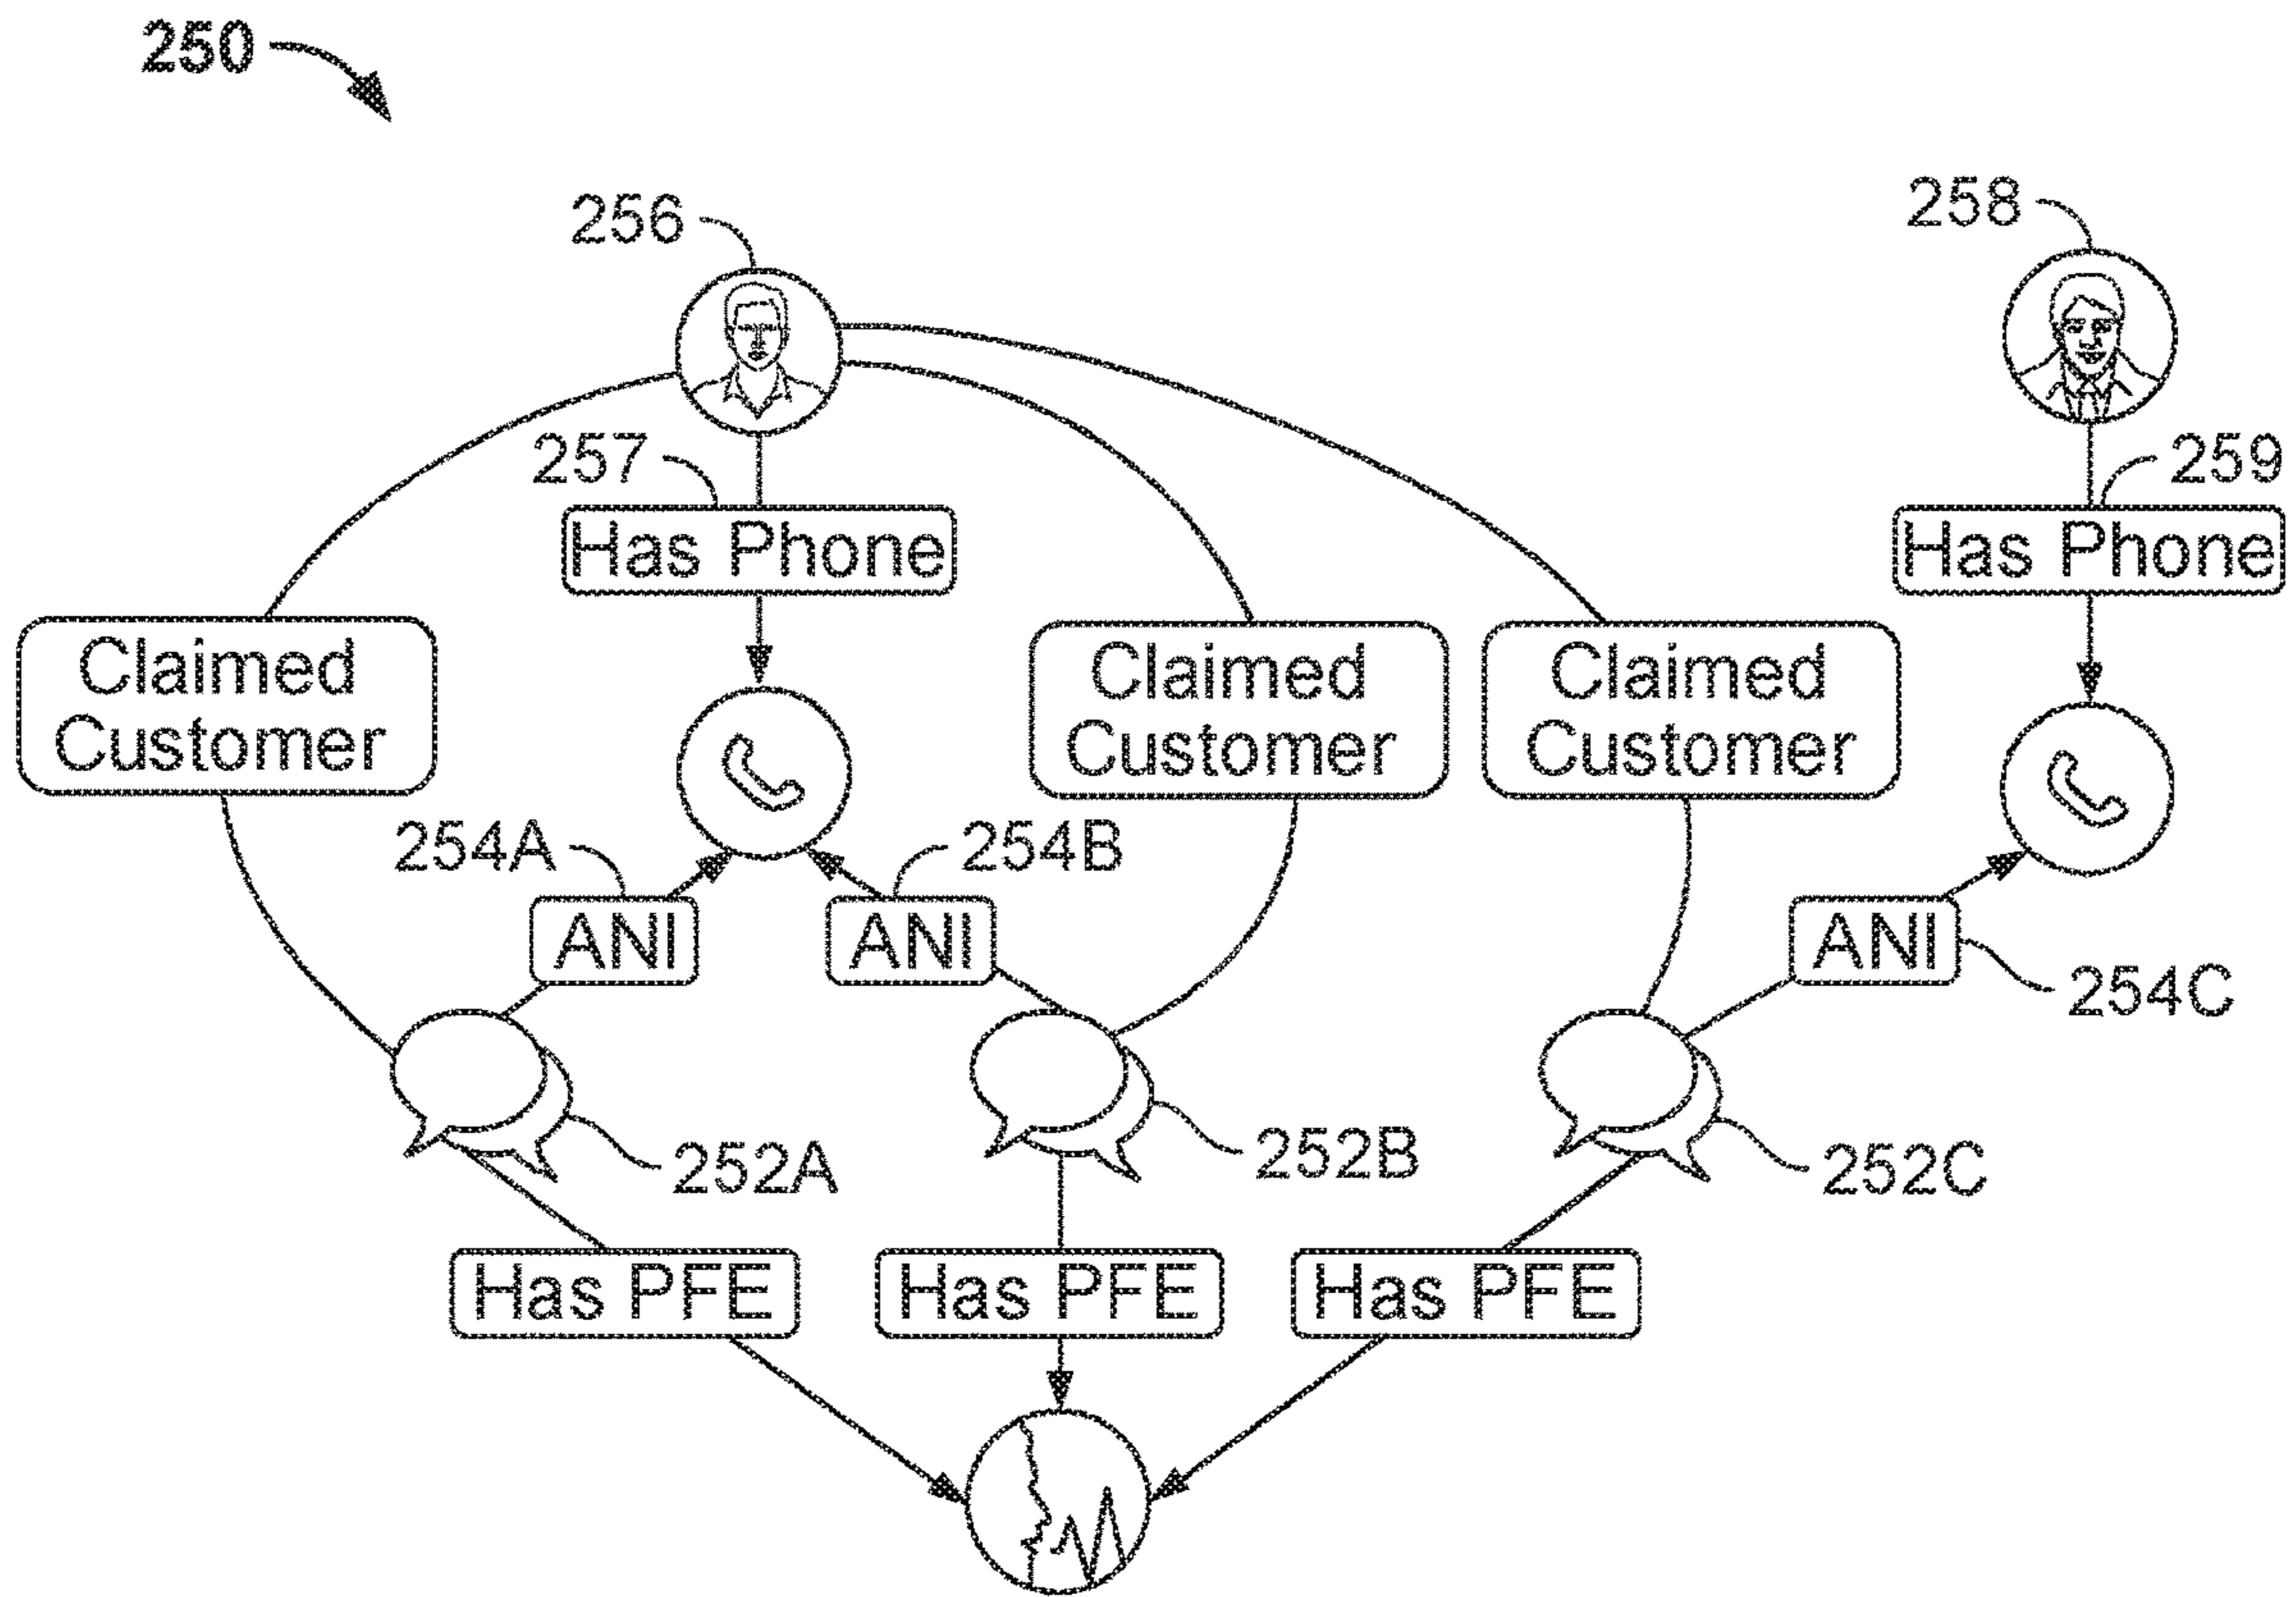 250
256
258
257
259
Has Phone
Has Phone
Claimed
Customer
Claimed
Customer
Claimed
Customer
254A
254B
ANI
ANI
ANI
254C
252A
252B
252C
Has PFE
Has PFE
Has PFE